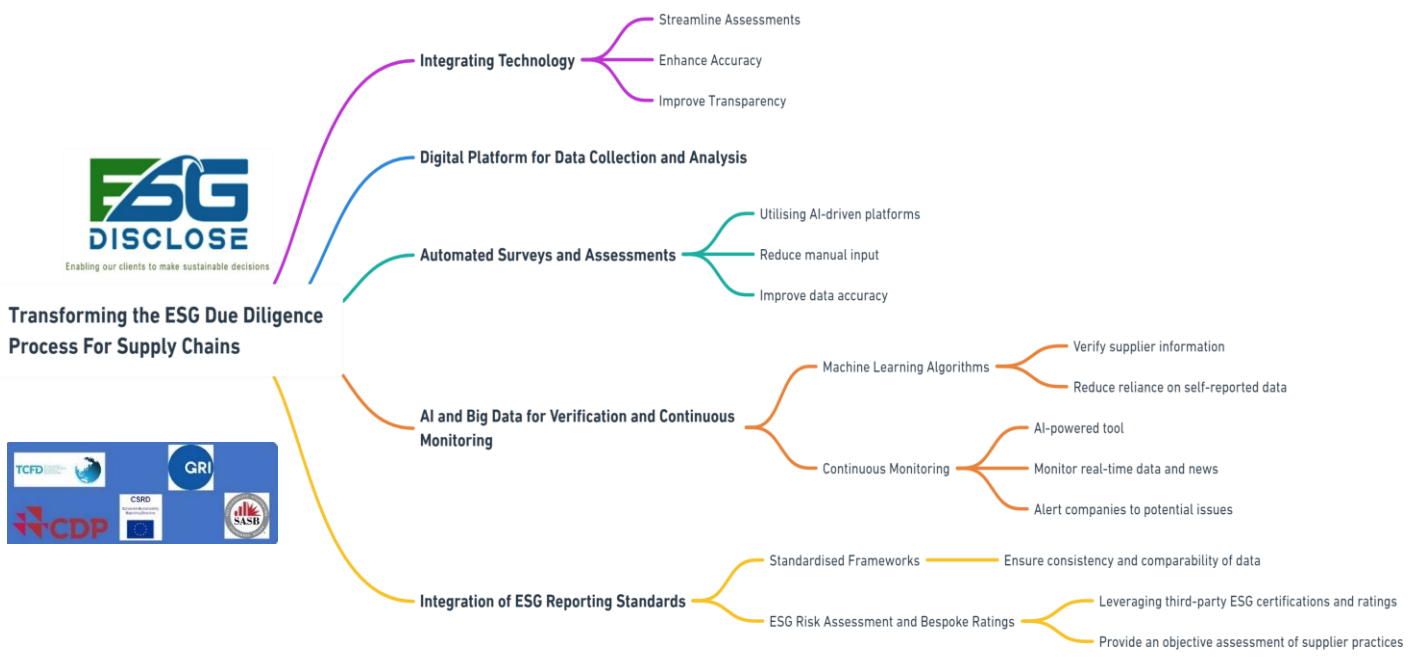 Streamline Assessments
Integrating Technology
Enhance Accuracy
Improve Transparency
Digital Platform for Data Collection and Analysis
ESG
DISCLOSE
Enabling our clients to make sustainable decisions
Utilising AI-driven platforms
Automated Surveys and Assessments
Reduce manual input
Improve data accuracy
Transforming the ESG Due Diligence
Process For Supply Chains
Machine Learning Algorithms
Verify supplier information
Reduce reliance on self-reported data
AI and Big Data for Verification and Continuous
Monitoring
Continuous Monitoring
AI-powered tool
Monitor real-time data and news
Alert companies to potential issues
TCFD
GRI
CDP
CSRD
SASB
Integration of ESG Reporting Standards
Standardised Frameworks
Ensure consistency and comparability of data
ESG Risk Assessment and Bespoke Ratings
Leveraging third-party ESG certifications and ratings
Provide an objective assessment of supplier practices